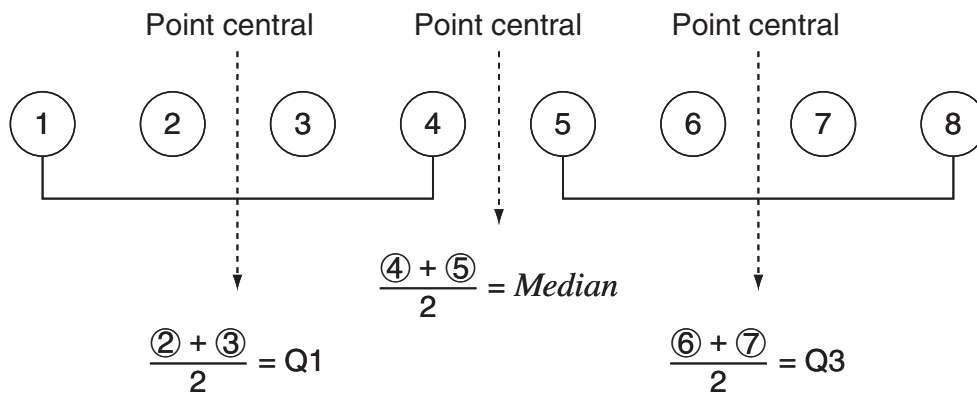 Point central Point central Point central
1 2 3 4 5 6 7 8
(④ + ⑤)/2 = Median
(② + ③)/2 = Q1 (⑥ + ⑦)/2 = Q3